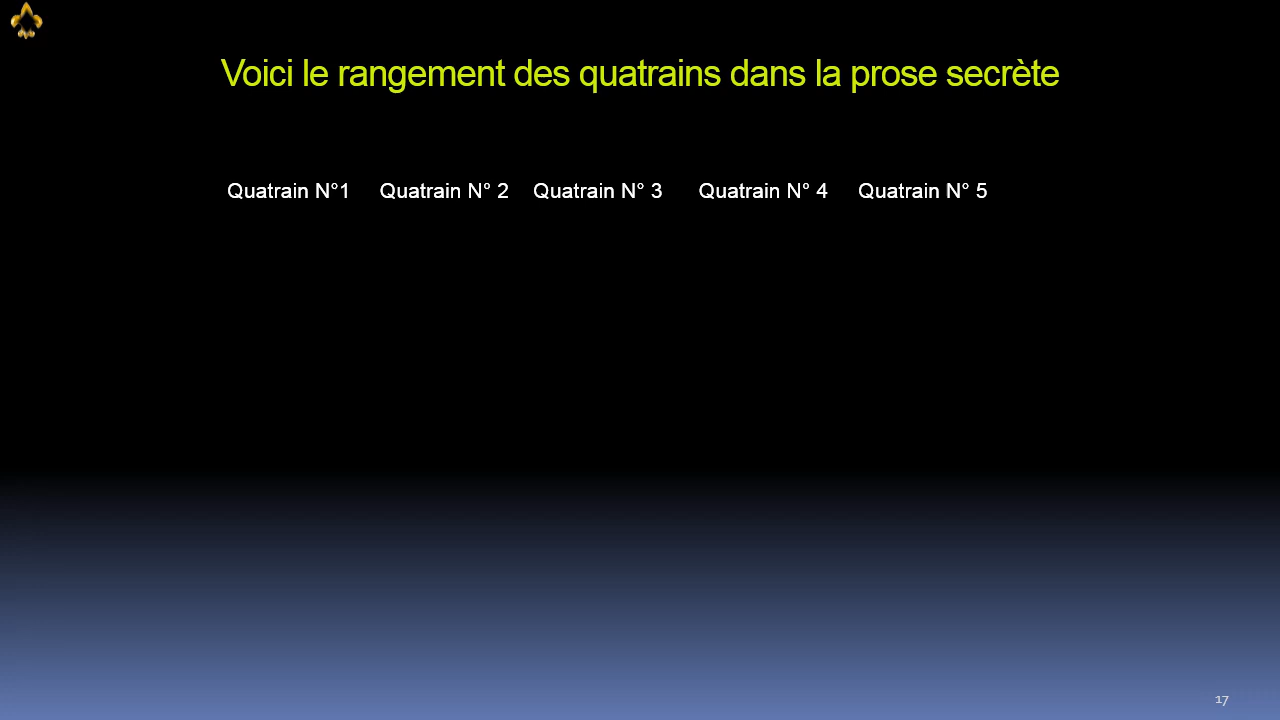 Voici le rangement des quatrains dans la prose secrète
Quatrain N°1 Quatrain N° 2 Quatrain N° 3 Quatrain N° 4 Quatrain N° 5
17